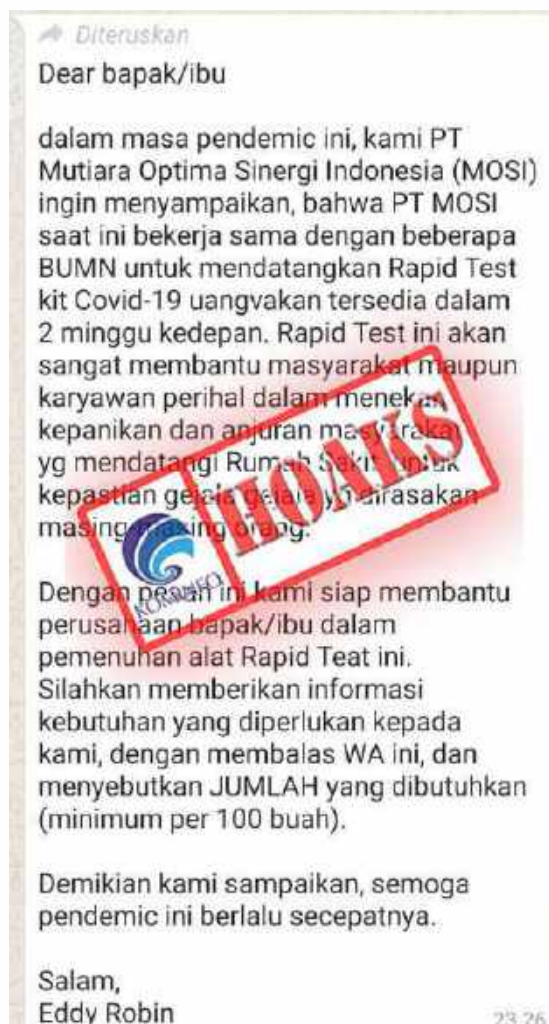 Diteruskan
Dear bapak/ibu
dalam masa pendemic ini, kami PT
Mutiara Optima Sinergi Indonesia (MOSI)
ingin menyampaikan, bahwa PT MOSI
saat ini bekerja sama dengan beberapa
BUMN untuk mendatangkan Rapid Test
kit Covid-19 uangvakan tersedia dalam
2 minggu kedepan. Rapid Test ini akan
sangat membantu masyarakat maupun
karyawan perihal dalam menekan
kepanikan dan anjuran masyarakat
yg mendatangi Rumah Sakit untuk
kepastian gejala gejala yg dirasakan
masing masing orang.
HOAKS
KOMINFO
Dengan pesan ini kami siap membantu
perusahaan bapak/ibu dalam
pemenuhan alat Rapid Teat ini.
Silahkan memberikan informasi
kebutuhan yang diperlukan kepada
kami, dengan membalas WA ini, dan
menyebutkan JUMLAH yang dibutuhkan
(minimum per 100 buah).
Demikian kami sampaikan, semoga
pendemic ini berlalu secepatnya.
Salam,
Eddy Robin
23.26